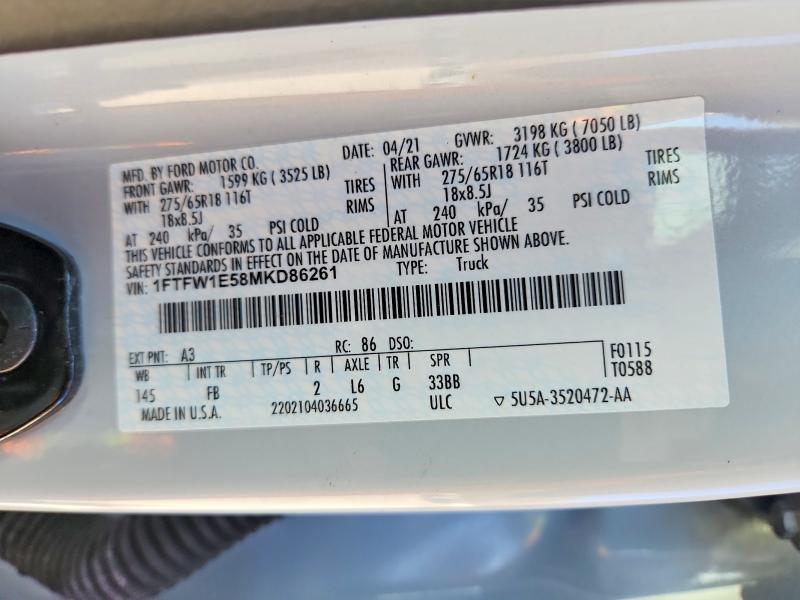 MFD. BY FORD MOTOR CO. DATE: 04/21 GVWR: 3198 KG ( 7050 LB)
FRONT GAWR: 1599 KG ( 3525 LB) REAR GAWR: 1724 KG ( 3800 LB)
WITH 275/65R18 116T TIRES WITH 275/65R18 116T TIRES
18x8.5J RIMS 18x8.5J RIMS
AT 240 kPa/ 35 PSI COLD AT 240 kPa/ 35 PSI COLD
THIS VEHICLE CONFORMS TO ALL APPLICABLE FEDERAL MOTOR VEHICLE
SAFETY STANDARDS IN EFFECT ON THE DATE OF MANUFACTURE SHOWN ABOVE.
VIN: 1FTFW1E58MKD86261 TYPE: Truck
EXT PNT: A3 RC: 86 DSO: F0115
WB INT TR TP/PS R AXLE TR SPR T0588
145 FB 2 L6 G 33BB
MADE IN U.S.A. 2202104036665 ULC ▽ 5U5A-3520472-AA